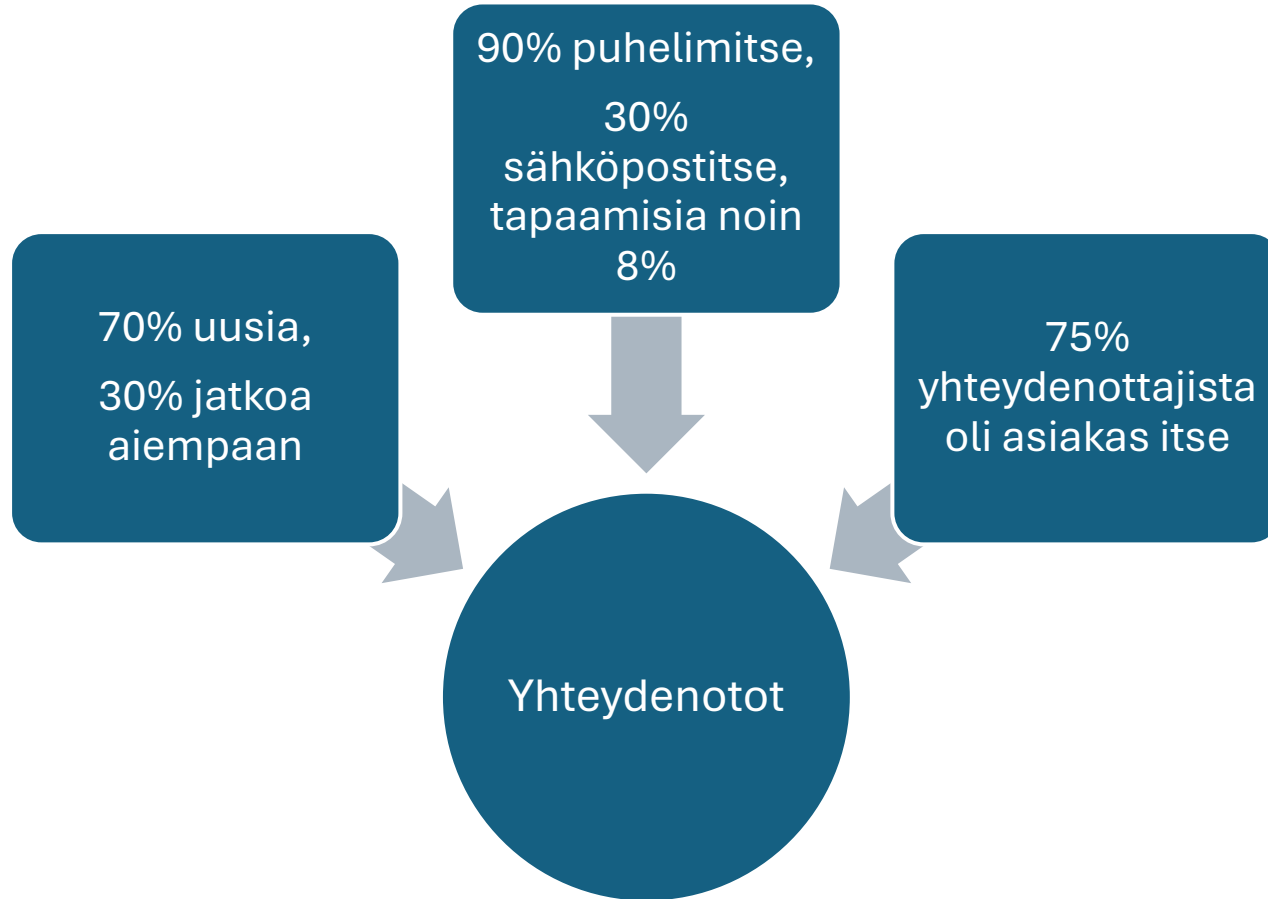 70% uusia,
30% jatkoa
aiempaan
90% puhelimitse,
30%
sähköpostitse,
tapaamisia noin
8%
75%
yhteydenottajista
oli asiakas itse
Yhteydenotot